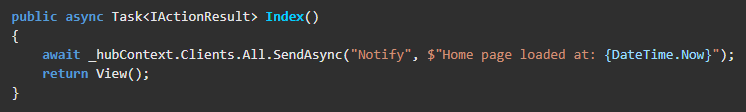 public async Task<IActionResult> Index()
{
    await _hubContext.Clients.All.SendAsync("Notify", $"Home page loaded at: {DateTime.Now}");
    return View();
}